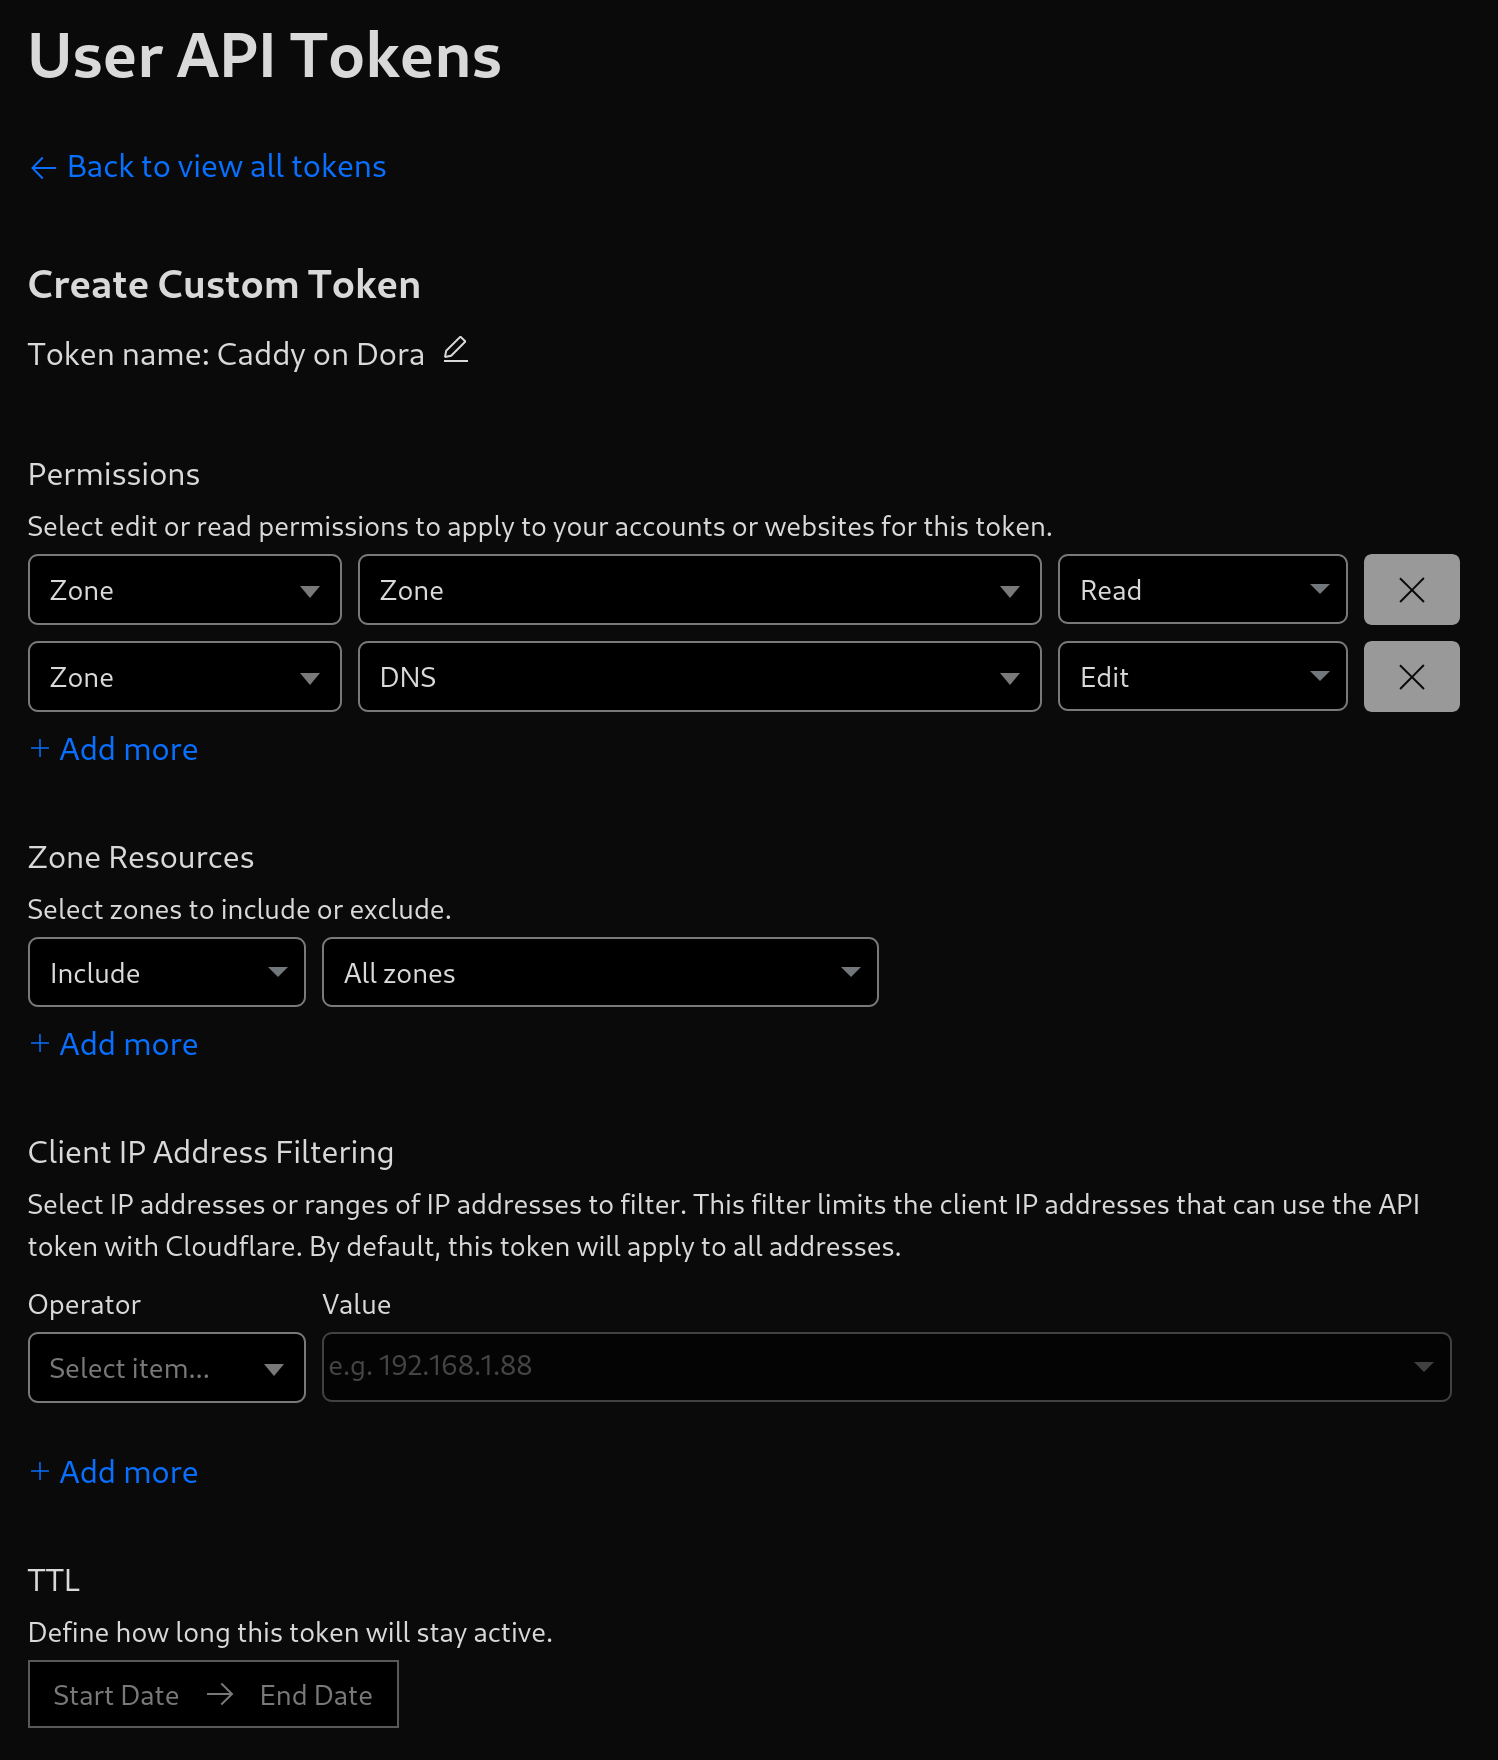 User API Tokens
← Back to view all tokens
Create Custom Token
Token name: Caddy on Dora
Permissions
Select edit or read permissions to apply to your accounts or websites for this token.
Zone Zone Read
Zone DNS Edit
+ Add more
Zone Resources
Select zones to include or exclude.
Include All zones
+ Add more
Client IP Address Filtering
Select IP addresses or ranges of IP addresses to filter. This filter limits the client IP addresses that can use the API
token with Cloudflare. By default, this token will apply to all addresses.
Operator Value
Select item... e.g. 192.168.1.88
+ Add more
TTL
Define how long this token will stay active.
Start Date → End Date